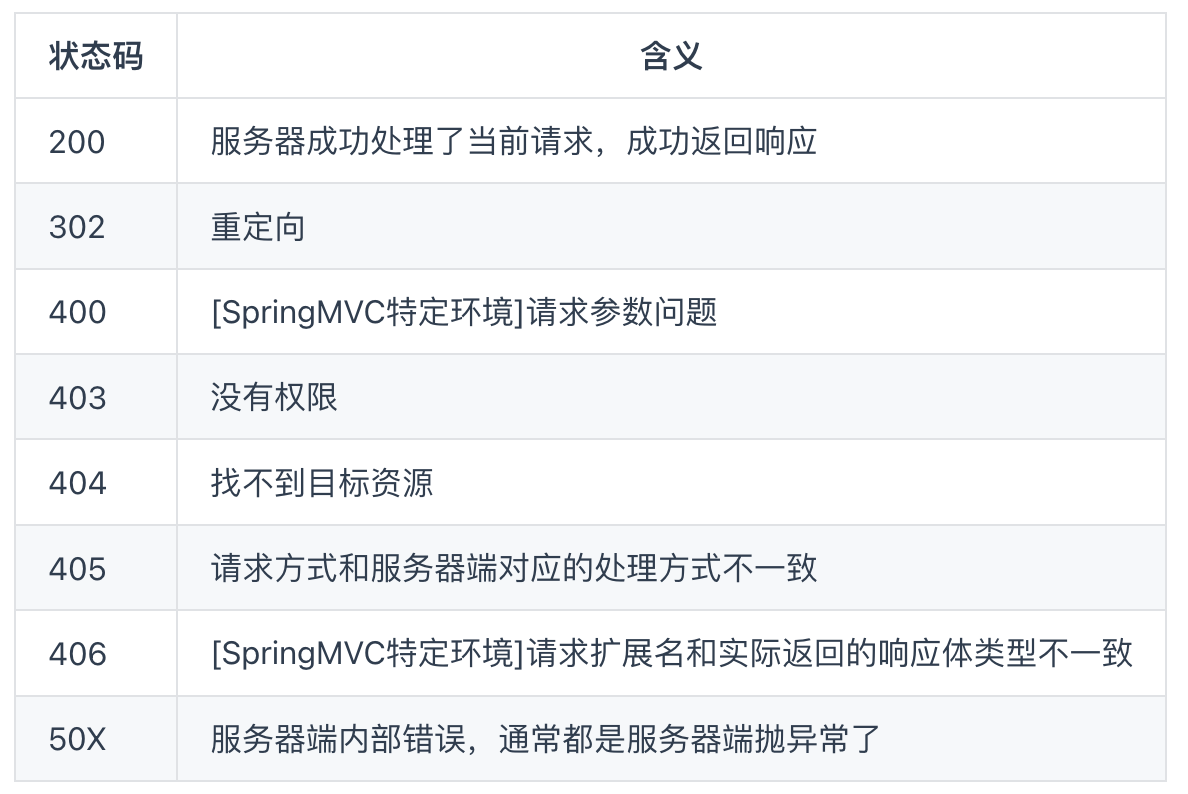 状态码 含义
200 服务器成功处理了当前请求，成功返回响应
302 重定向
400 [SpringMVC特定环境]请求参数问题
403 没有权限
404 找不到目标资源
405 请求方式和服务器端对应的处理方式不一致
406 [SpringMVC特定环境]请求扩展名和实际返回的响应体类型不一致
50X 服务器端内部错误，通常都是服务器端抛异常了